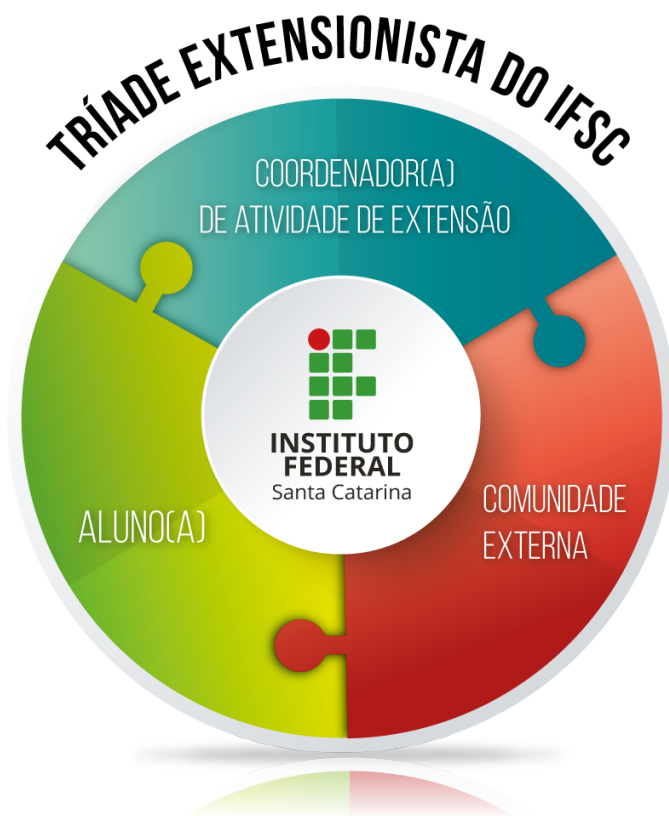 TRÍADE EXTENSIONISTA DO IFSC
COORDENADOR(A)
DE ATIVIDADE DE EXTENSÃO
INSTITUTO
FEDERAL
Santa Catarina
ALUNO(A)
COMUNIDADE
EXTERNA